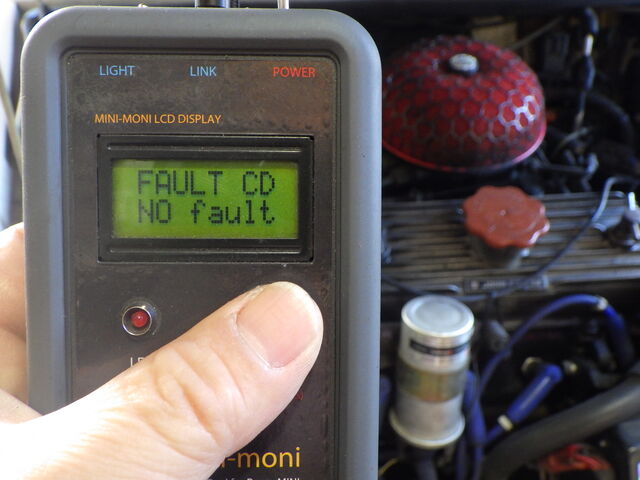 LIGHT LINK POWER
MINI-MONI LCD DISPLAY
FAULT CD
NO fault
-moni